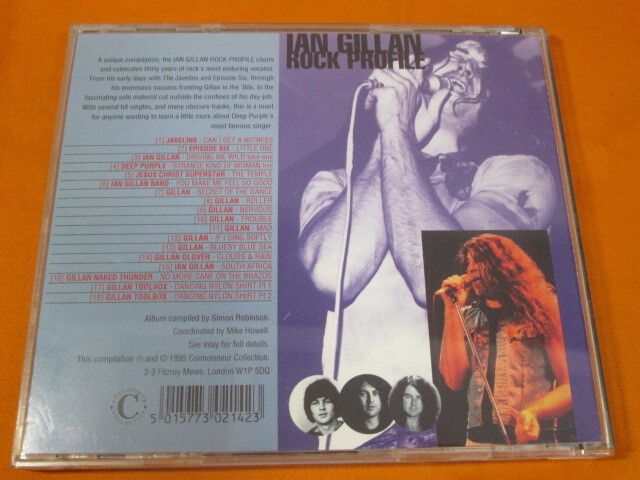 IAN GILLAN
ROCK PROFILE
A unique compilation, the IAN GILLAN ROCK PROFILE charts
and celebrates thirty years of rock's most enduring vocalist.
From his early days with The Javelins and Episode Six, through
his enormous success fronting Gillan in the '80s, to the
fascinating solo material cut outside the confines of his day-job.
With several hit singles, and many obscure tracks, this is a must
for anyone wanting to learn a little more about Deep Purple's
most famous singer.
[1] JAVELINS - CAN I GET A WITNESS
[2] EPISODE SIX - LITTLE ONE
[3] IAN GILLAN - DRIVING ME WILD take one
[4] DEEP PURPLE - STRANGE KIND OF WOMAN live
[5] JESUS CHRIST SUPERSTAR - THE TEMPLE
[6] IAN GILLAN BAND - YOU MAKE ME FEEL SO GOOD
[7] GILLAN - SECRET OF THE DANCE
[8] GILLAN - ROLLER
[9] GILLAN - NERVOUS
[10] GILLAN - TROUBLE
[11] GILLAN - MAD
[12] GILLAN - IF I SING SOFTLY
[13] GILLAN - BLUESY BLUE SEA
[14] GILLAN GLOVER - CLOUDS & RAIN
[15] IAN GILLAN - SOUTH AFRICA
[16] GILLAN NAKED THUNDER - NO MORE CANE ON THE BRAZOS
[17] GILLAN TOOLBOX - DANCING NYLON SHIRT PT.1
[18] GILLAN TOOLBOX - DANCING NYLON SHIRT PT.2
Album compiled by Simon Robinson.
Coordinated by Mike Howell.
See inlay for full details.
This compilation ℗ and © 1995 Connoisseur Collection.
2-3 Fitzroy Mews, London W1P 5DQ
CONNOISSEUR
C
COLLECTION
5 015773 021423